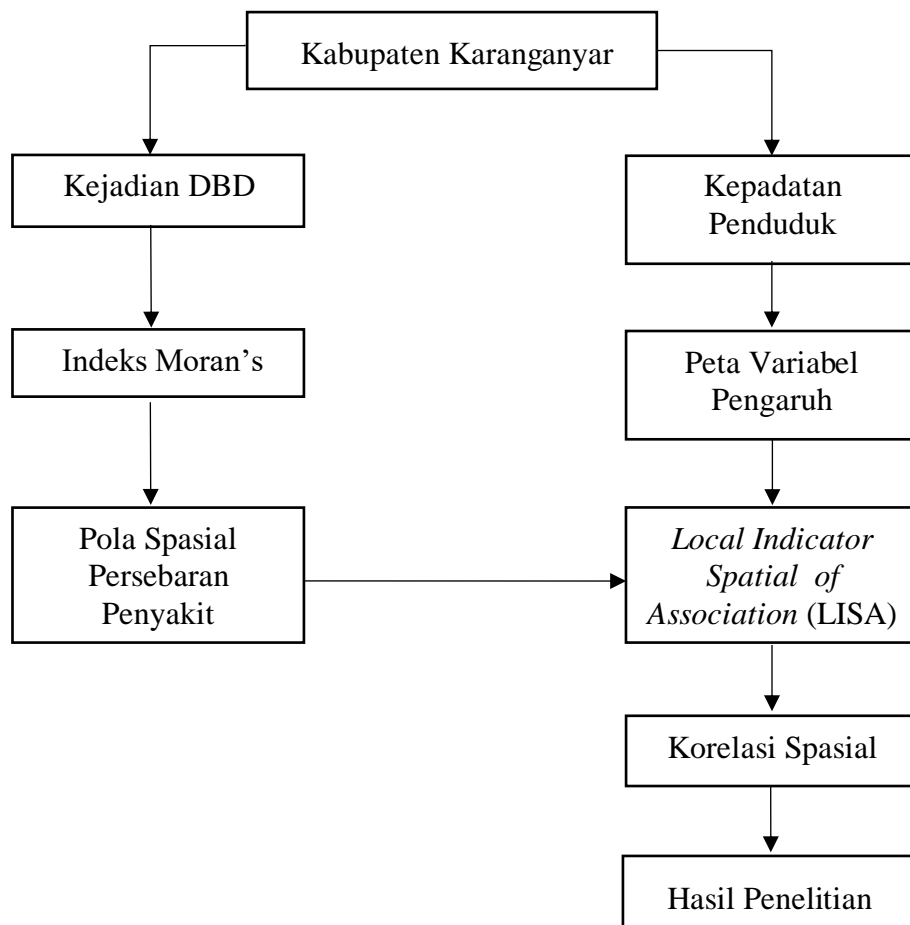 Kabupaten Karanganyar
Kejadian DBD
Kepadatan
Penduduk
Indeks Moran’s
Peta Variabel
Pengaruh
Pola Spasial
Persebaran
Penyakit
Local Indicator
Spatial of
Association (LISA)
Korelasi Spasial
Hasil Penelitian